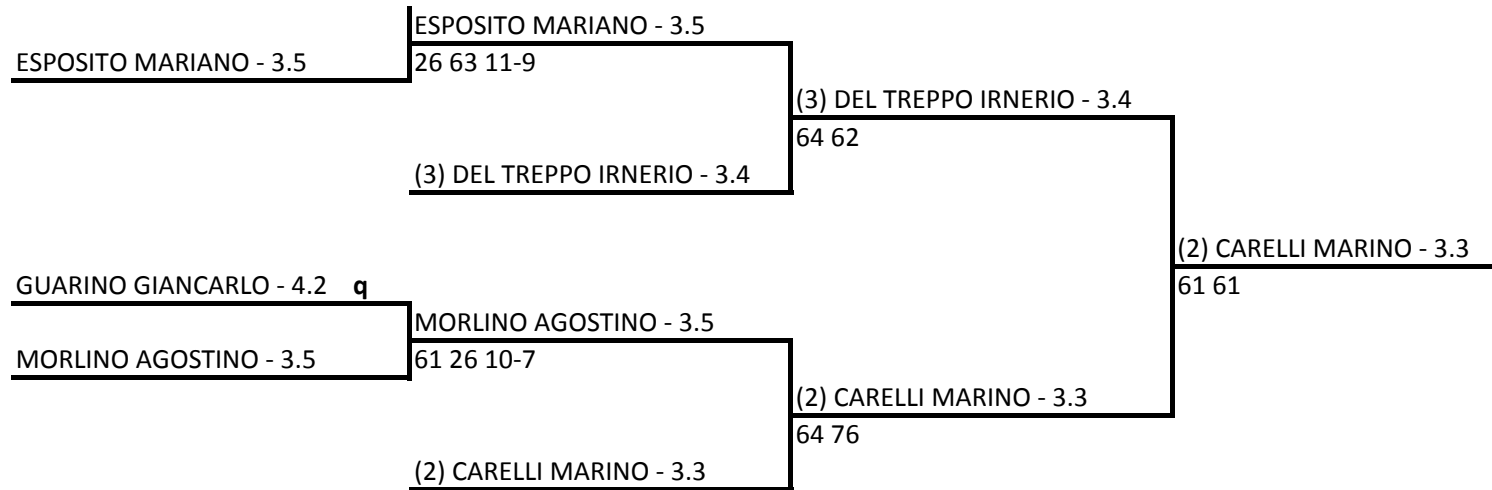 ESPOSITO MARIANO - 3.5
ESPOSITO MARIANO - 3.5
26 63 11-9
(3) DEL TREPPO IRNERIO - 3.4
64 62
(3) DEL TREPPO IRNERIO - 3.4
(2) CARELLI MARINO - 3.3
61 61
GUARINO GIANCARLO - 4.2 q
MORLINO AGOSTINO - 3.5
MORLINO AGOSTINO - 3.5
61 26 10-7
(2) CARELLI MARINO - 3.3
64 76
(2) CARELLI MARINO - 3.3